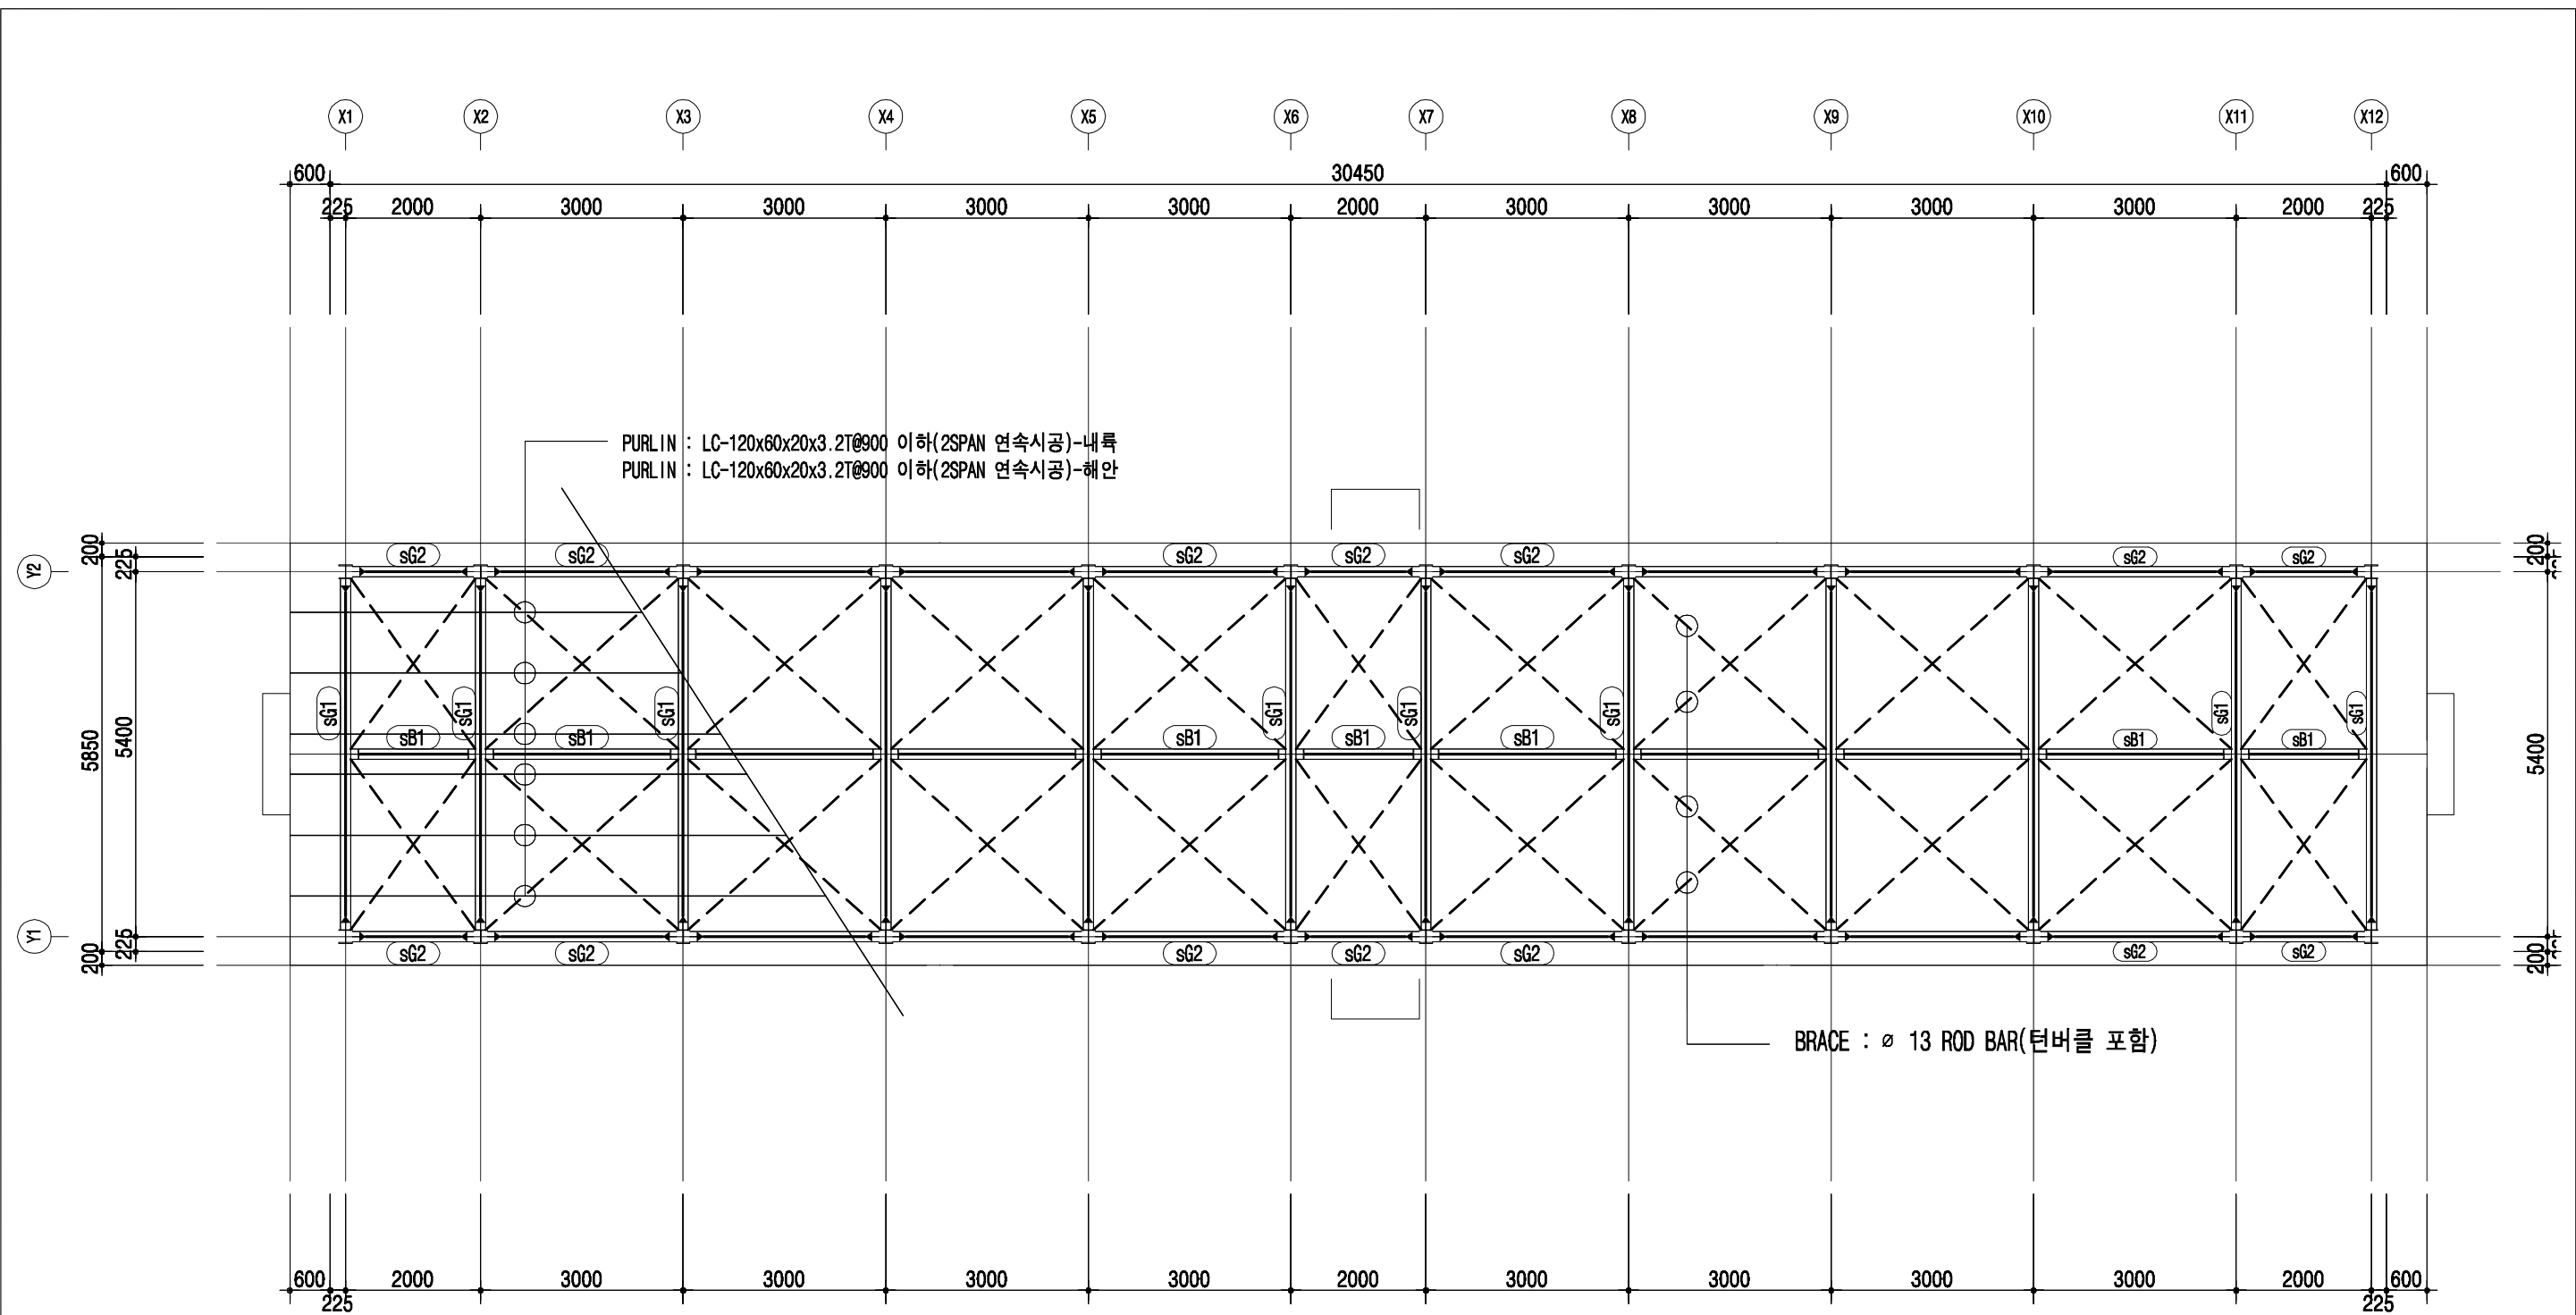 X1 X2 X3 X4 X5 X6 X7 X8 X9 X10 X11 X12
600 30450 600
225 2000 3000 3000 3000 3000 2000 3000 3000 3000 3000 2000 225
PURLIN : LC-120x60x20x3.2T@900 이하(2SPAN 연속시공)-내륙
PURLIN : LC-120x60x20x3.2T@900 이하(2SPAN 연속시공)-해안
200 200
sG2 sG2 sG2 sG2 sG2 sG2 sG2
Y2 225
sG1 sG1 sG1 sG1 sG1 sG1 sG1 sG1
5850 5400 5400
sB1 sB1 sB1 sB1 sB1 sB1 sB1
Y1 225
sG2 sG2 sG2 sG2 sG2 sG2 sG2
200 200
BRACE : ø 13 ROD BAR(턴버클 포함)
600 2000 3000 3000 3000 3000 2000 3000 3000 3000 3000 2000 600
225 225